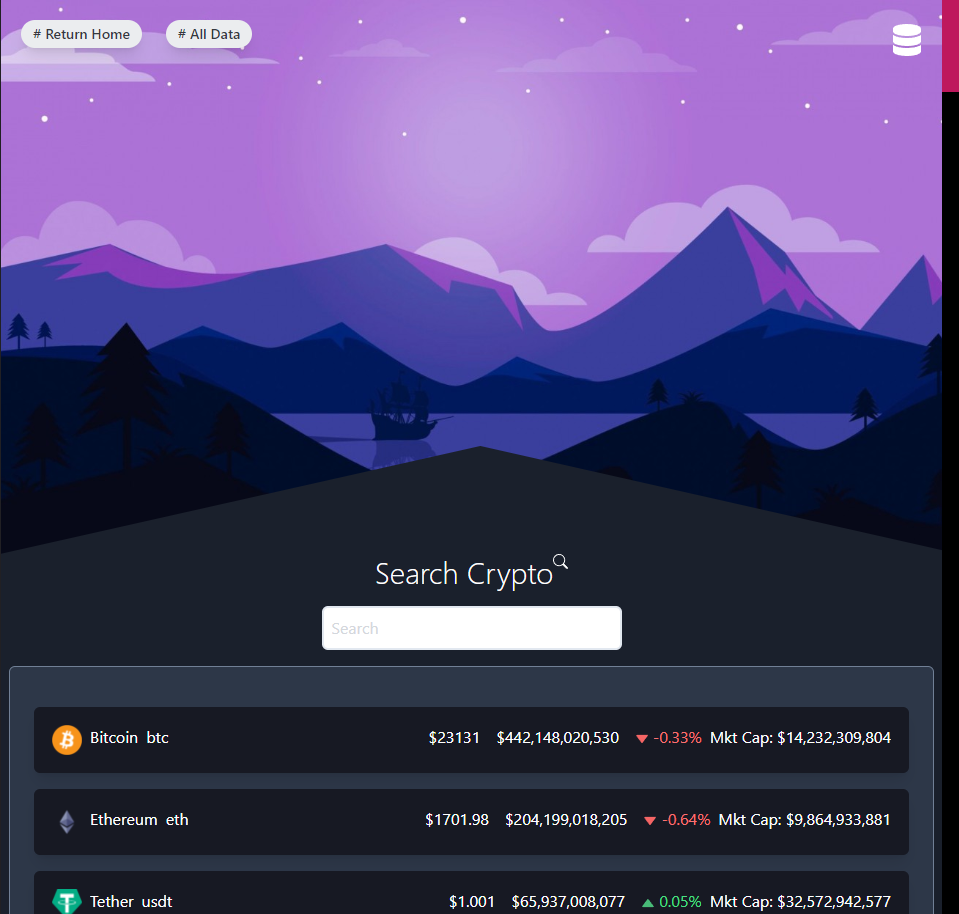 # Return Home # All Data
Search Crypto
Search
Bitcoin btc $23131 $442,148,020,530 -0.33% Mkt Cap: $14,232,309,804
Ethereum eth $1701.98 $204,199,018,205 -0.64% Mkt Cap: $9,864,933,881
Tether usdt $1.001 $65,937,008,077 0.05% Mkt Cap: $32,572,942,577